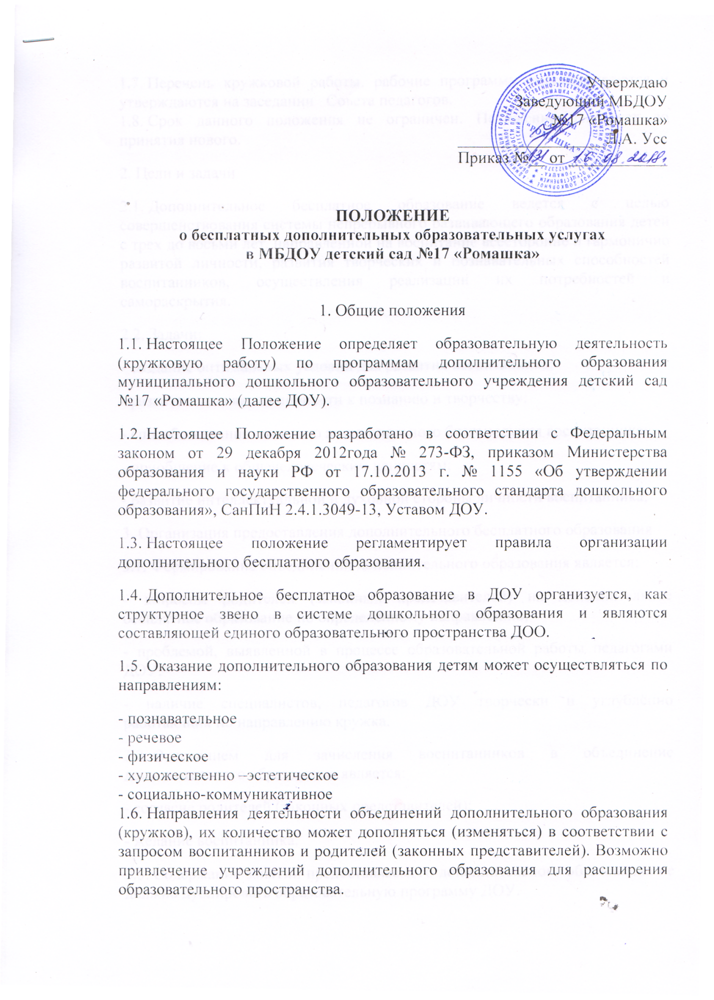 Утверждаю
Заведующий МБДОУ
№17 «Ромашка»
Л.А. Усс
Приказ №131 от 16.08.2018г.
ПОЛОЖЕНИЕ
о бесплатных дополнительных образовательных услугах
в МБДОУ детский сад №17 «Ромашка»
1. Общие положения
1.1. Настоящее Положение определяет образовательную деятельность
(кружковую работу) по программам дополнительного образования
муниципального дошкольного образовательного учреждения детский сад
№17 «Ромашка» (далее ДОУ).
1.2. Настоящее Положение разработано в соответствии с Федеральным
законом от 29 декабря 2012года № 273-ФЗ, приказом Министерства
образования и науки РФ от 17.10.2013 г. № 1155 «Об утверждении
федерального государственного образовательного стандарта дошкольного
образования», СанПиН 2.4.1.3049-13, Уставом ДОУ.
1.3. Настоящее положение регламентирует правила организации
дополнительного бесплатного образования.
1.4. Дополнительное бесплатное образование в ДОУ организуется, как
структурное звено в системе дошкольного образования и являются
составляющей единого образовательного пространства ДОО.
1.5. Оказание дополнительного образования детям может осуществляться по
направлениям:
- познавательное
- речевое
- физическое
- художественно –эстетическое
- социально-коммуникативное
1.6. Направления деятельности объединений дополнительного образования
(кружков), их количество может дополняться (изменяться) в соответствии с
запросом воспитанников и родителей (законных представителей). Возможно
привлечение учреждений дополнительного образования для расширения
образовательного пространства.